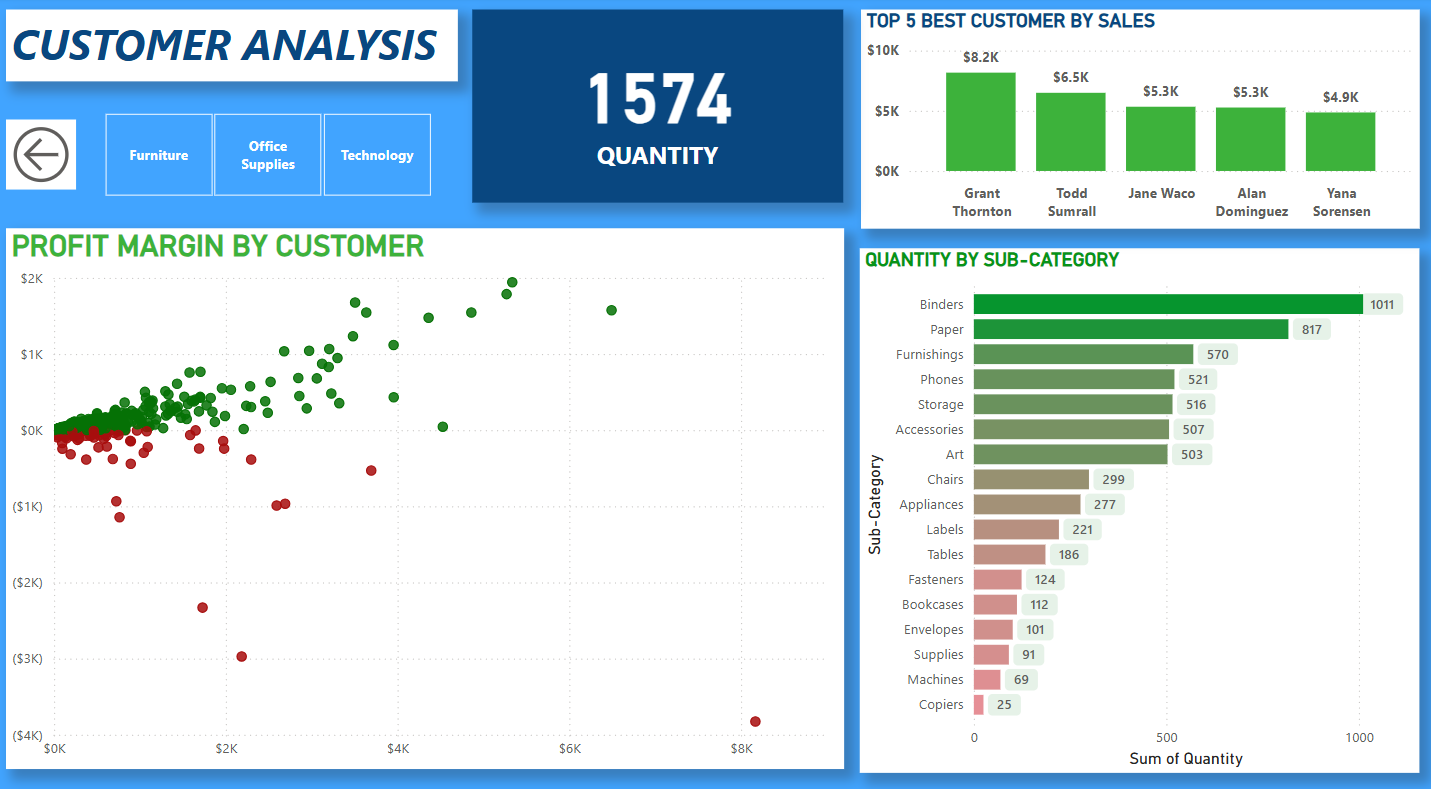 CUSTOMER ANALYSIS
Furniture
Office
Supplies
Technology
1574
QUANTITY
TOP 5 BEST CUSTOMER BY SALES
$10K
$5K
$0K
$8.2K
$6.5K
$5.3K
$5.3K
$4.9K
Grant
Thornton
Todd
Sumrall
Jane Waco
Alan
Dominguez
Yana
Sorensen
PROFIT MARGIN BY CUSTOMER
$2K
$1K
$0K
($1K)
($2K)
($3K)
($4K)
$0K
$2K
$4K
$6K
$8K
QUANTITY BY SUB-CATEGORY
Sub-Category
Binders 1011
Paper 817
Furnishings 570
Phones 521
Storage 516
Accessories 507
Art 503
Chairs 299
Appliances 277
Labels 221
Tables 186
Fasteners 124
Bookcases 112
Envelopes 101
Supplies 91
Machines 69
Copiers 25
0 500 1000
Sum of Quantity